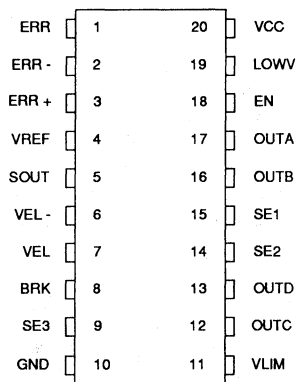 ERR 1 20 VCC
ERR - 2 19 LOWV
ERR + 3 18 EN
VREF 4 17 OUTA
SOUT 5 16 OUTB
VEL - 6 15 SE1
VEL 7 14 SE2
BRK 8 13 OUTD
SE3 9 12 OUTC
GND 10 11 VLIM